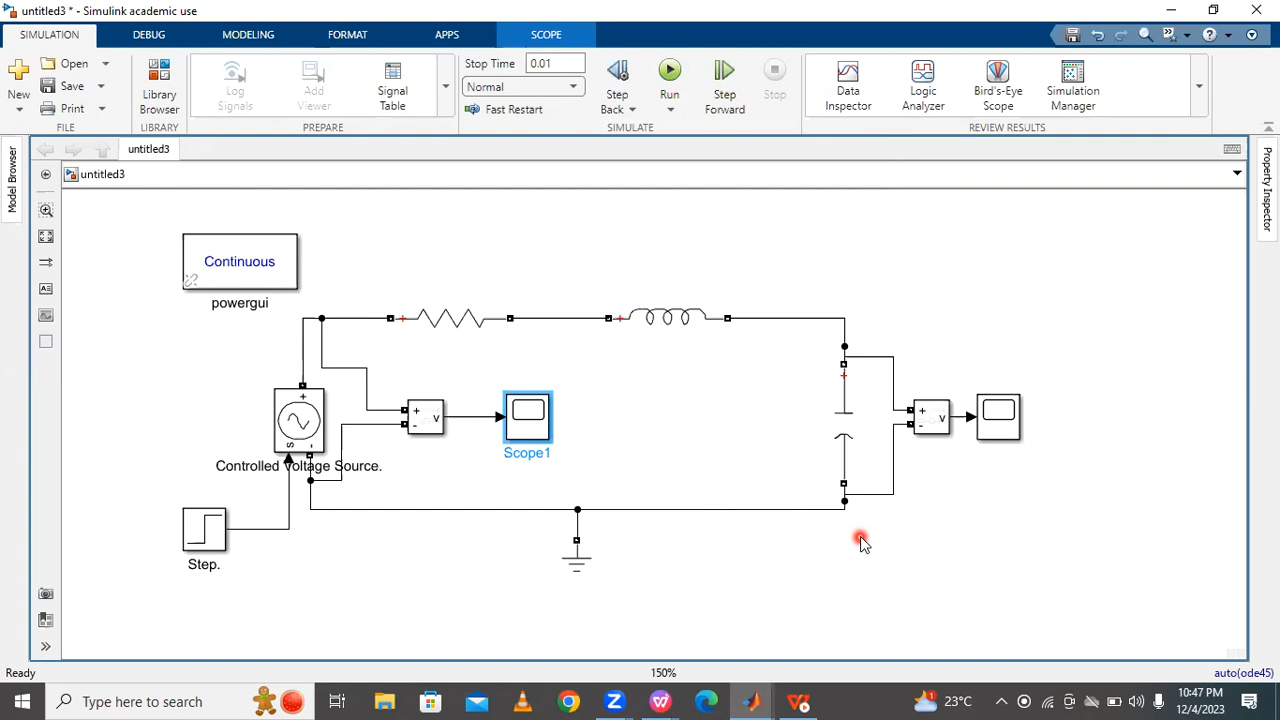 untitled3 * - Simulink academic use
SIMULATION
DEBUG
MODELING
FORMAT
APPS
SCOPE
New
Open
Save
Print
FILE
Library
Browser
LIBRARY
Log
Signals
Add
Viewer
Signal
Table
PREPARE
Stop Time
0.01
Normal
Fast Restart
Step
Back
Run
Step
Forward
Stop
SIMULATE
Data
Inspector
Logic
Analyzer
Bird's-Eye
Scope
Simulation
Manager
REVIEW RESULTS
Model Browser
untitled3
untitled3
Property Inspector
Continuous
powergui
+
+
+
+
s
-
+
-
v
+
-
v
Scope1
Controlled Voltage Source.
Step.
Ready
150%
auto(ode45)
Type here to search
1
23°C
10:47 PM
12/4/2023